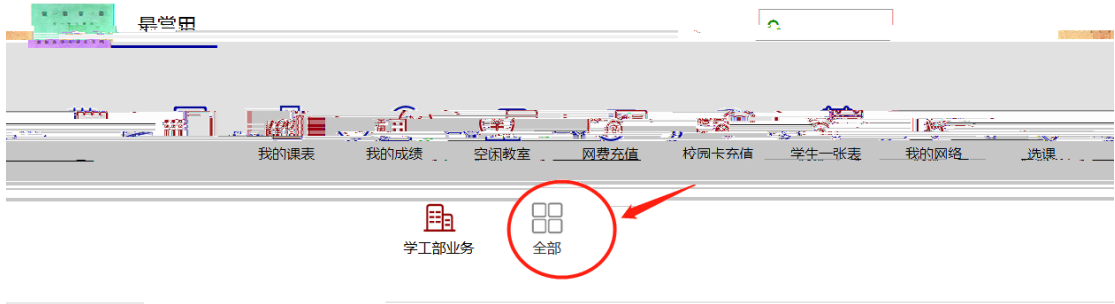 最常用
我的课表 我的成绩 空闲教室 网费充值 校园卡充值 学生一张表 我的网络 选课
学工部业务 全部